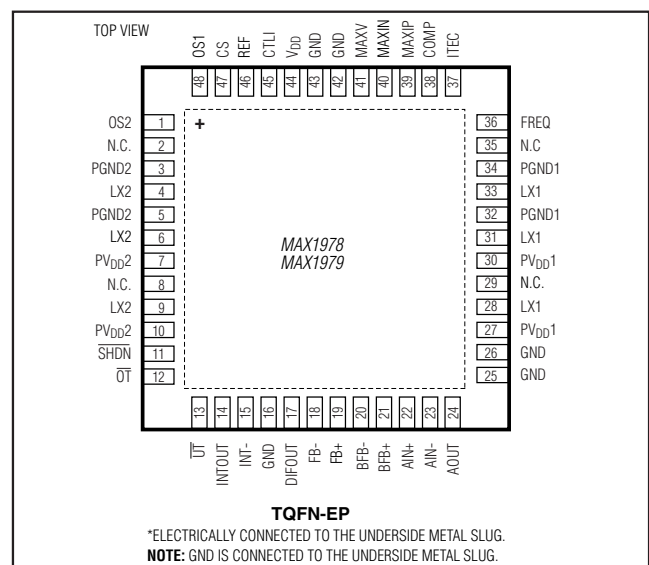 TOP VIEW
OS1
CS
REF
CTLI
VDD
GND
GND
MAXV
MAXIN
MAXIP
COMP
ITEC
48 47 46 45 44 43 42 41 40 39 38 37
OS2 1
N.C. 2
PGND2 3
LX2 4
PGND2 5
LX2 6
PVDD2 7
N.C. 8
LX2 9
PVDD2 10
SHDN 11
OT 12
+
MAX1978
MAX1979
36 FREQ
35 N.C
34 PGND1
33 LX1
32 PGND1
31 LX1
30 PVDD1
29 N.C.
28 LX1
27 PVDD1
26 GND
25 GND
13 14 15 16 17 18 19 20 21 22 23 24
UT
INTOUT
INT-
GND
DIFOUT
FB-
FB+
BFB-
BFB+
AIN+
AIN-
AOUT
TQFN-EP
*ELECTRICALLY CONNECTED TO THE UNDERSIDE METAL SLUG.
NOTE: GND IS CONNECTED TO THE UNDERSIDE METAL SLUG.